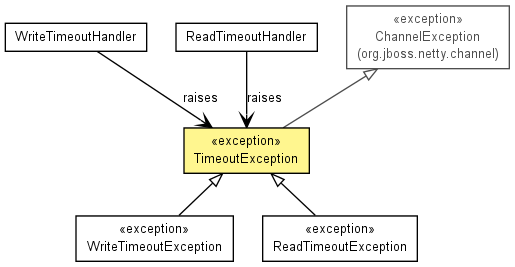 «exception»
ChannelException
(org.jboss.netty.channel)
WriteTimeoutHandler
ReadTimeoutHandler
raises
raises
«exception»
TimeoutException
«exception»
WriteTimeoutException
«exception»
ReadTimeoutException